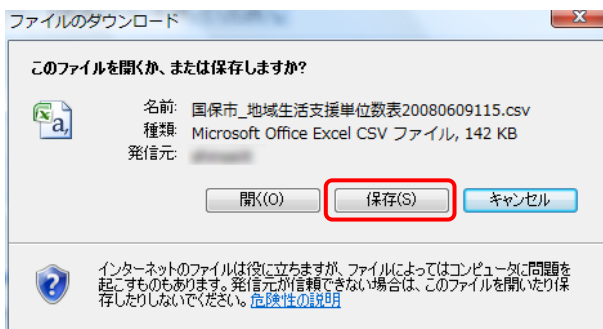 ファイルのダウンロード
このファイルを開くか、または保存しますか?
名前: 国保市_地域生活支援単位数表20080609115.csv
種類: Microsoft Office Excel CSV ファイル, 142 KB
発信元:
開く(O) 保存(S) キャンセル
インターネットのファイルは役に立ちますが、ファイルによってはコンピュータに問題を
起こすものもあります。発信元が信頼できない場合は、このファイルを開いたり保
存したりしないでください。危険性の説明